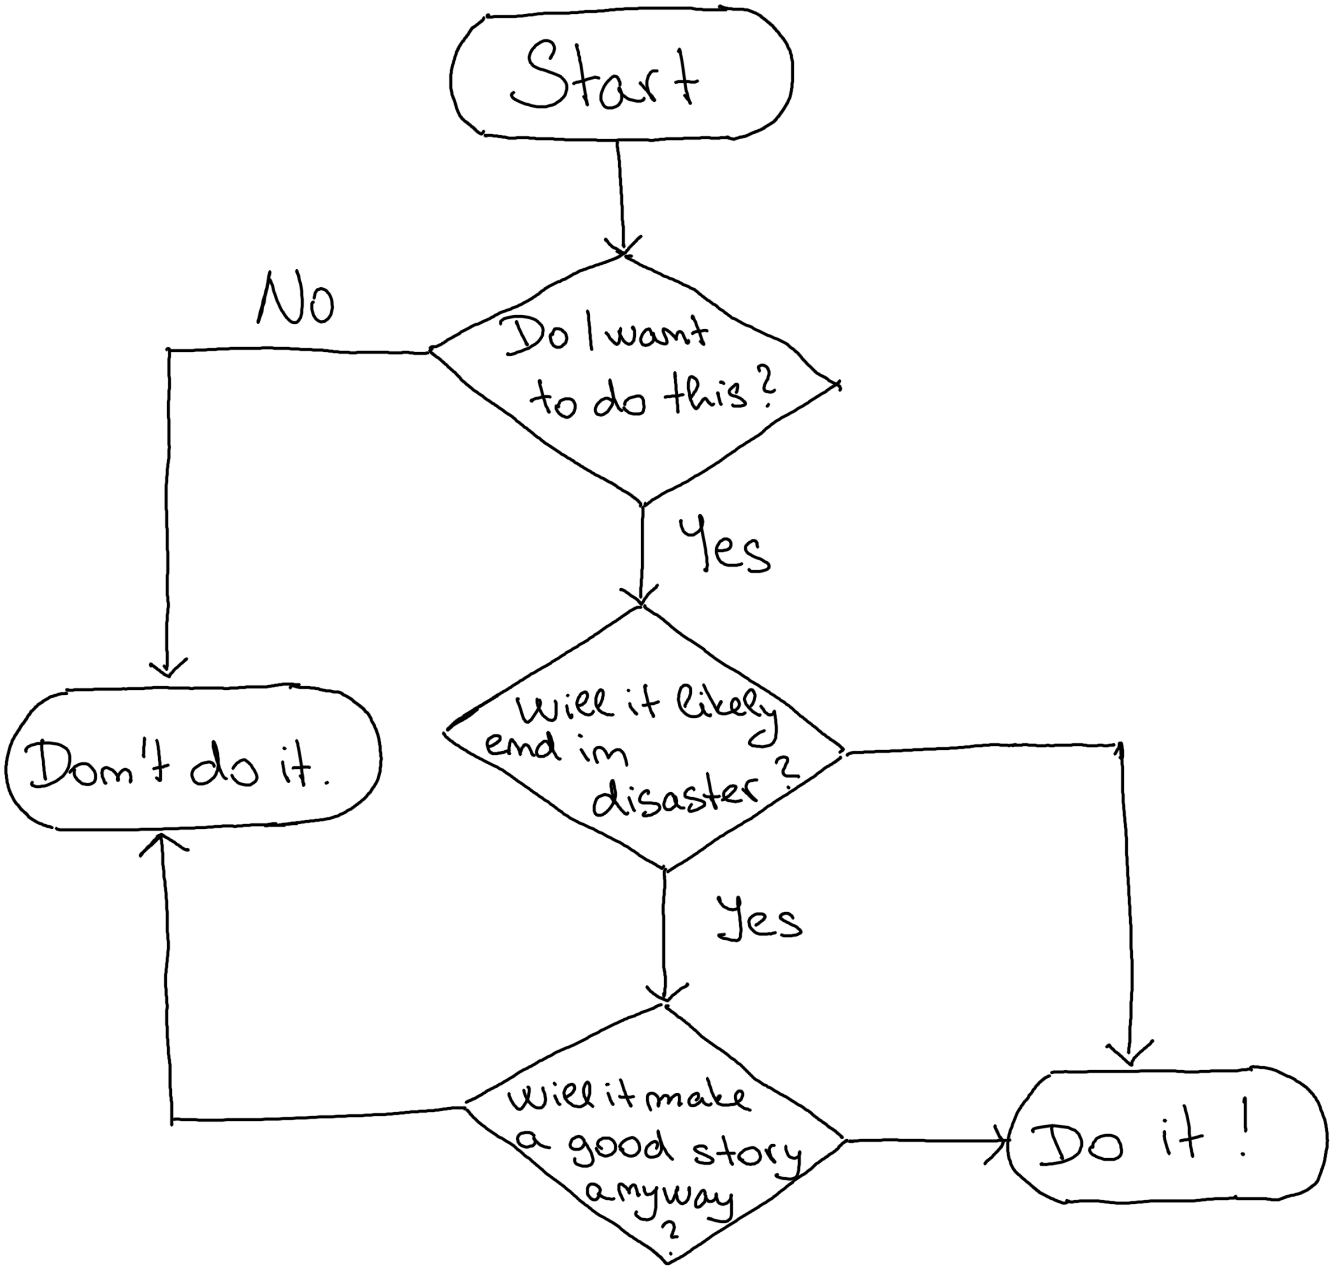 Start
No
Do I want
to do this?
Yes
Will it likely
end in
disaster?
Don't do it.
Yes
Will it make
a good story
anyway
?
Do it!